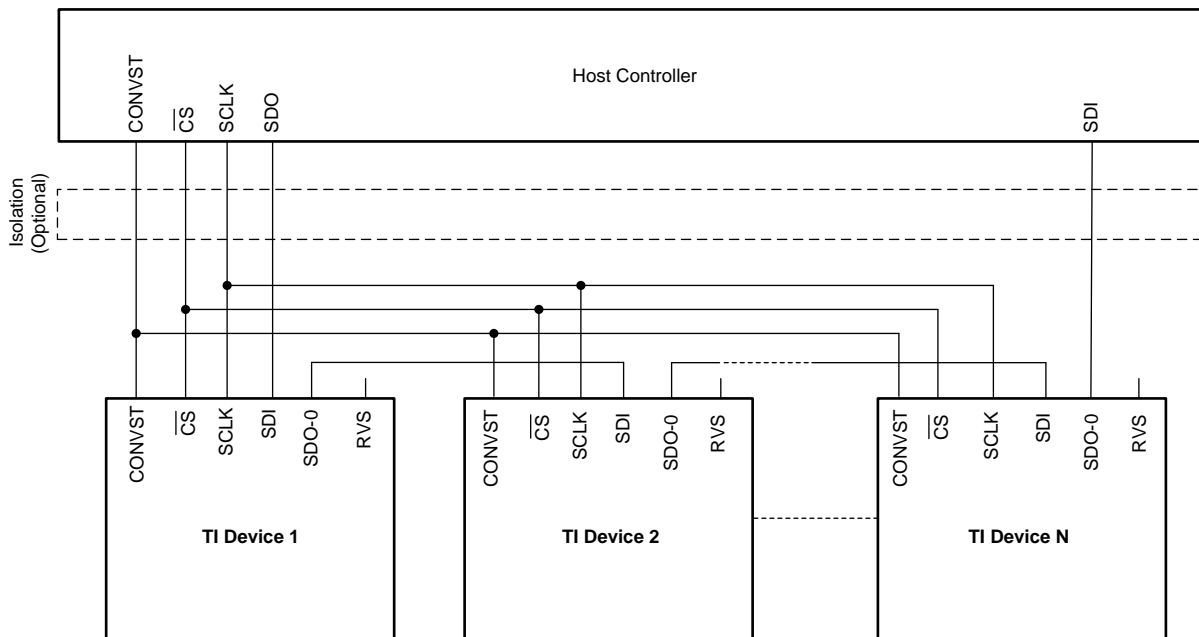 Host Controller
CONVST
CS
SCLK
SDO
SDI
Isolation
(Optional)
CONVST
CS
SCLK
SDI
SDO-0
RVS
CONVST
CS
SCLK
SDI
SDO-0
RVS
CONVST
CS
SCLK
SDI
SDO-0
RVS
TI Device 1
TI Device 2
TI Device N